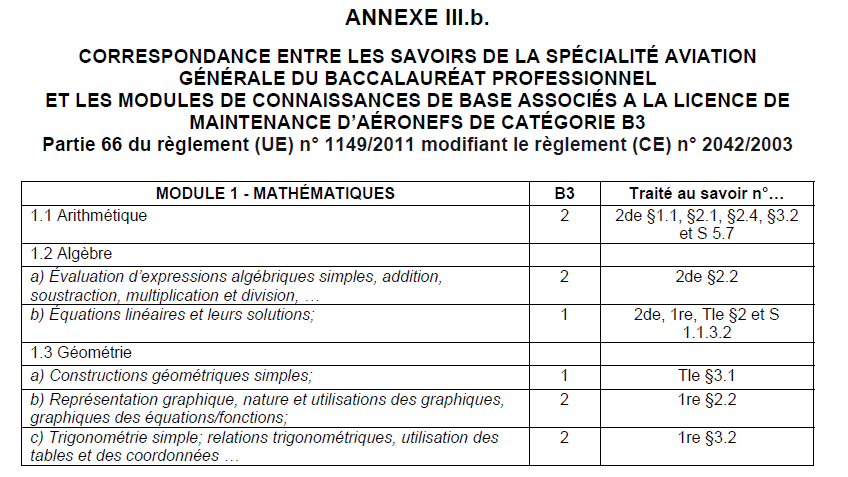 ANNEXE III.b.
CORRESPONDANCE ENTRE LES SAVOIRS DE LA SPÉCIALITÉ AVIATION
GÉNÉRALE DU BACCALAURÉAT PROFESSIONNEL
ET LES MODULES DE CONNAISSANCES DE BASE ASSOCIÉS A LA LICENCE DE
MAINTENANCE D’AÉRONEFS DE CATÉGORIE B3
Partie 66 du règlement (UE) n° 1149/2011 modifiant le règlement (CE) n° 2042/2003
MODULE 1 - MATHÉMATIQUES B3 Traité au savoir n°…
1.1 Arithmétique 2 2de §1.1, §2.1, §2.4, §3.2
et S 5.7
1.2 Algèbre
a) Évaluation d’expressions algébriques simples, addition, 2 2de §2.2
soustraction, multiplication et division, …
b) Équations linéaires et leurs solutions; 1 2de, 1re, Tle §2 et S
1.1.3.2
1.3 Géométrie
a) Constructions géométriques simples; 1 Tle §3.1
b) Représentation graphique, nature et utilisations des graphiques, 2 1re §2.2
graphiques des équations/fonctions;
c) Trigonométrie simple; relations trigonométriques, utilisation des 2 1re §3.2
tables et des coordonnées …